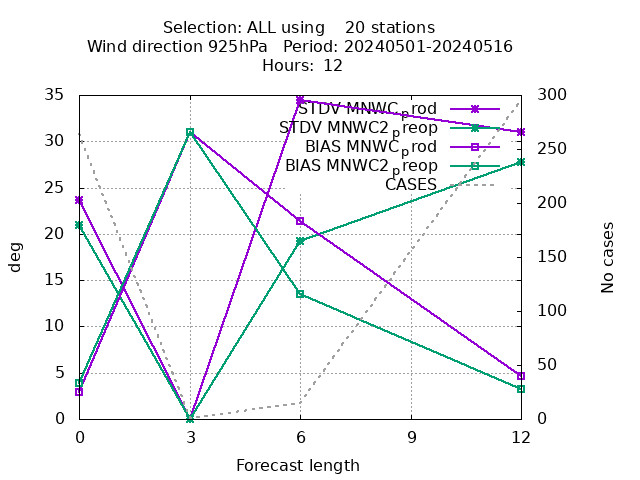 Selection: ALL using 20 stations
Wind direction 925hPa Period: 20240501-20240516
Hours: 12
STDV MNWC_prod
STDV MNWC2_preop
BIAS MNWC_prod
BIAS MNWC2_preop
CASES
deg
35
30
25
20
15
10
5
0
No cases
300
250
200
150
100
50
0
0 3 6 9 12
Forecast length